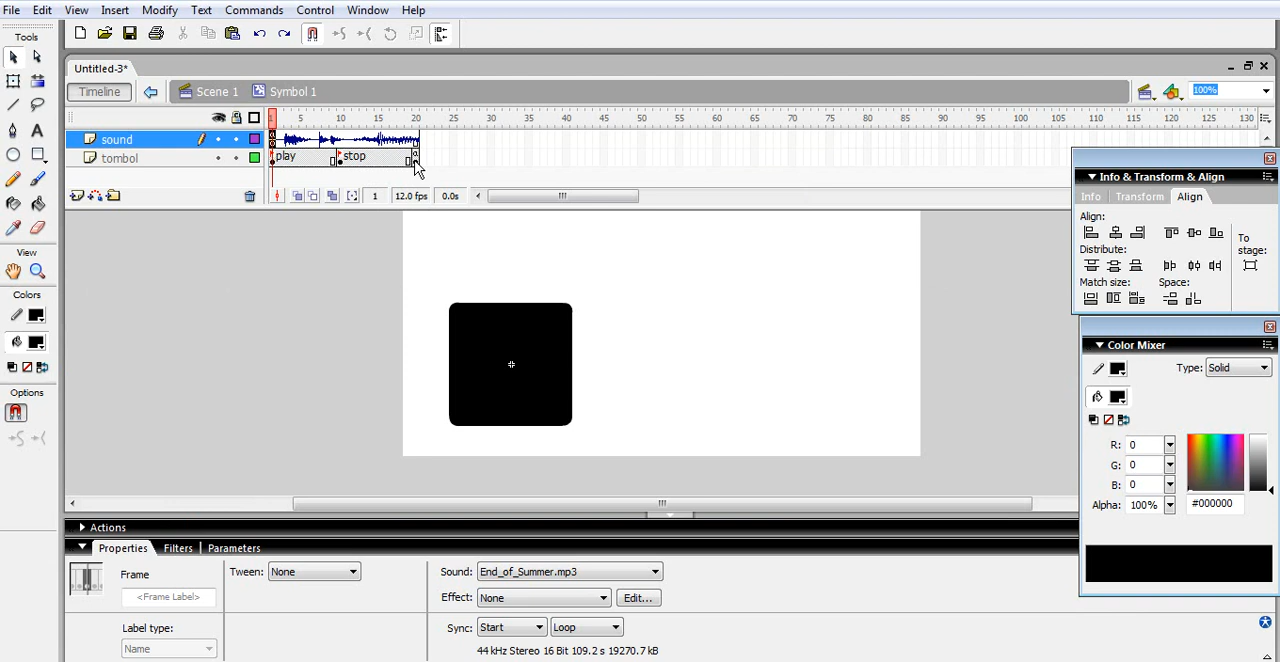 File Edit View Insert Modify Text Commands Control Window Help
Tools
Untitled-3*
Timeline Scene 1 Symbol 1 100%
1 5 10 15 20 25 30 35 40 45 50 55 60 65 70 75 80 85 90 95 100 105 110 115 120 125 130
sound
tombol play stop
1 12.0 fps 0.0s
View
Colors
Options
Info & Transform & Align
Info Transform Align
Align:
To stage:
Distribute:
Match size: Space:
Color Mixer
Type: Solid
R: 0
G: 0
B: 0
Alpha: 100% #000000
Actions
Properties Filters Parameters
Frame Tween: None Sound: End_of_Summer.mp3
<Frame Label> Effect: None Edit...
Label type: Sync: Start Loop
Name 44 kHz Stereo 16 Bit 109.2 s 19270.7 kB